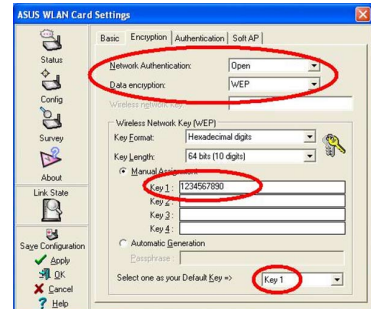 ASUS WLAN Card Settings
Status
Config
Survey
About
Link State
Save Configuration
Apply
OK
Cancel
Help
Basic Encryption Authentication Soft AP
Network Authentication: Open
Data encryption: WEP
Wireless network key
Wireless Network Key (WEP)
Key Format: Hexadecimal digits
Key Length: 64 bits (10 digits)
Manual Assignment
Key 1 : 1234567890
Key 2 :
Key 3 :
Key 4 :
Automatic Generation
Passphrase :
Select one as your Default Key => Key 1